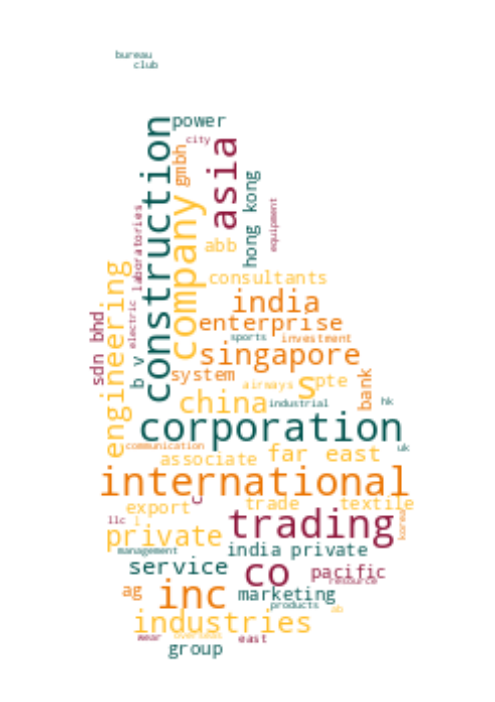 bureau
club
power
city
construction
gmbh
asia
company
hong kong
equipment
laboratories
abb
engineering
consultants
india
sdn bhd
electric
enterprise
b v
sports
investment
singapore
system
s
pte
bank
airways
china
industrial
hk
corporation
communication
far east
uk
associate
international
c
export
trade
textile
llc
i
trading
korea
private
management
india private
service
co
pacific
resource
ag
inc
marketing
products
ab
industries
wear
overseas
east
group